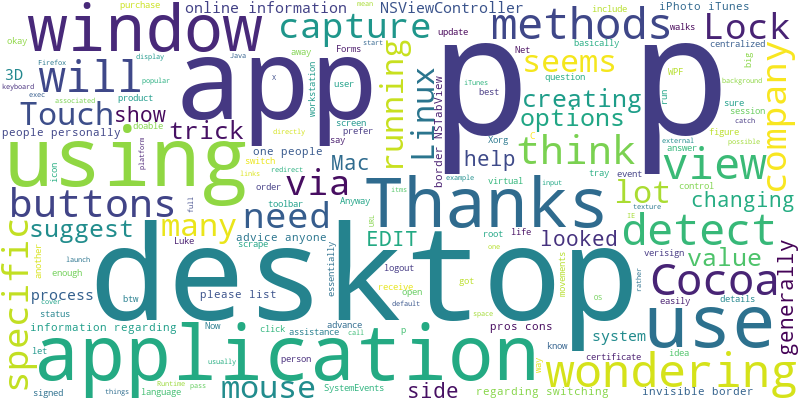 purchase
online information
NSViewController
include
iPhoto iTunes
window
capture
methods
Lock
okay
Firefox
display
popular
update
walks
Forms
away
Java
start
mean
basically
centralized
app
p p
seems
WPF
question
big
3D
will
workstation
user
Net
x
best
run
background
keyboard
exec
associated
product
running
Linux
creating
options
iTunes
sure
session
company
Touch
show
screen
say
prefer
Xorg
C
figure
catch
people personally
doable
trick
border NSTabView
answer
external
possible
using
platform
directly
one people
Mac
help
think
view
icon
switch
redirect
links
order
virtual
tray
event
control
buttons
via
Thanks
lot
changing
full
toolbar
itms
example
input
texture
IE
suggest
many
need
Anyway
root
life
looked
detect
another
Luke
advice anyone
URL
EDIT
scrape
verisign
value
specific
enough
desktop
Cocoa
generally
process
btw
logout
please list
essentially
receive
default
open
got
one
space
movements
os
rather
easily
details
use
cover
launch
status
information regarding
Now
click
assistance
advance
call
p
pros cons
system
know
idea
let
application
usually
person
way
certificate
wondering
signed
things
language
Runtime
pass
mouse
SystemEvents
side
regarding switching
invisible border